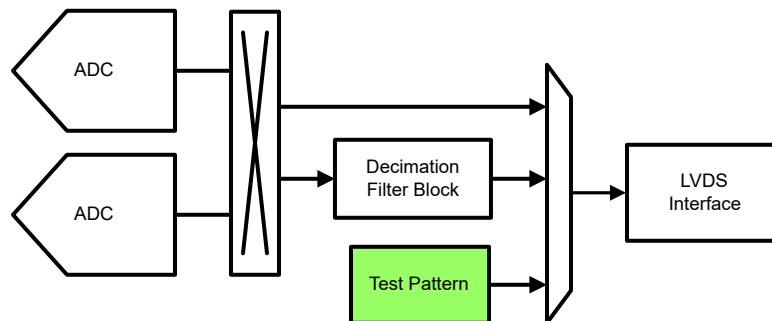 ADC
ADC
Decimation
Filter Block
Test Pattern
LVDS
Interface